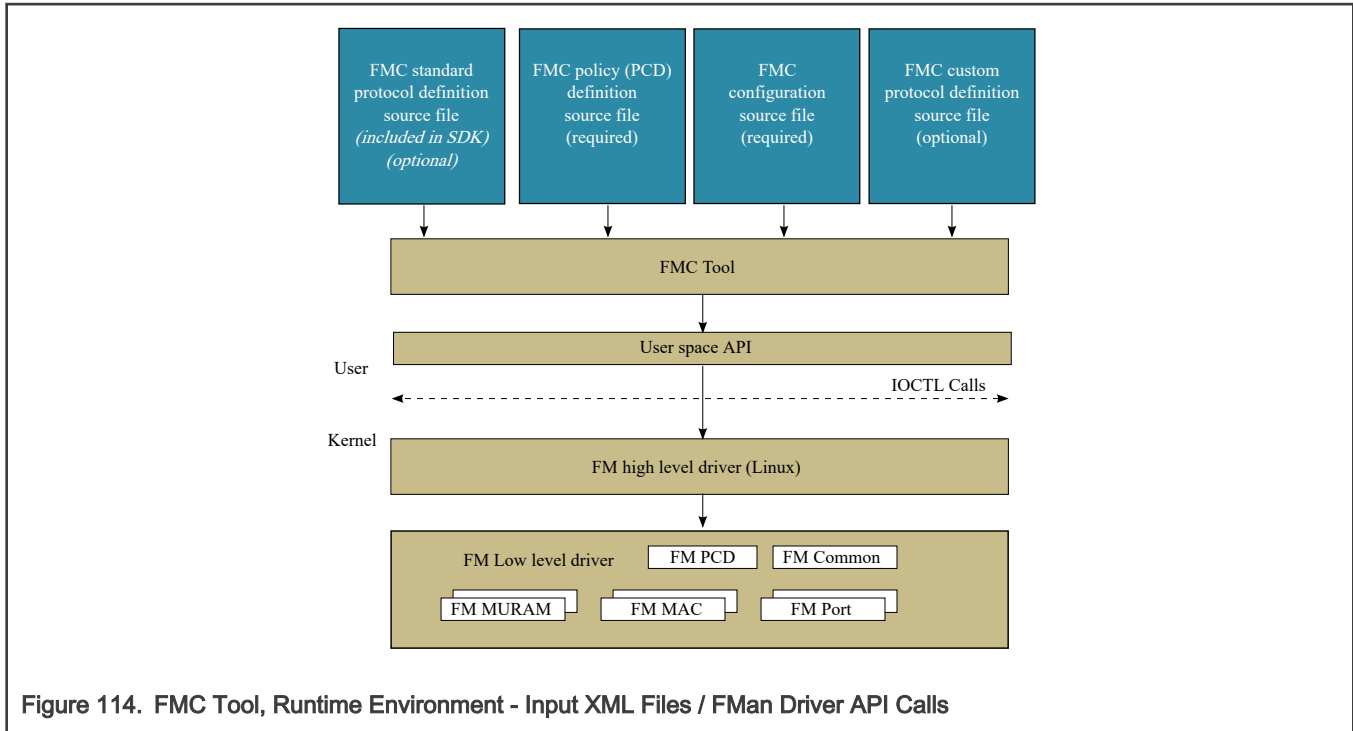 FMC standard
protocol definition
source file
(included in SDK)
(optional)
FMC policy (PCD)
definition
source file
(required)
FMC
configuration
source file
(required)
FMC custom
protocol definition
source file
(optional)
FMC Tool
User space API
User
IOCTL Calls
Kernel
FM high level driver (Linux)
FM Low level driver
FM PCD
FM Common
FM MURAM
FM MAC
FM Port
Figure 114. FMC Tool, Runtime Environment - Input XML Files / FMan Driver API Calls